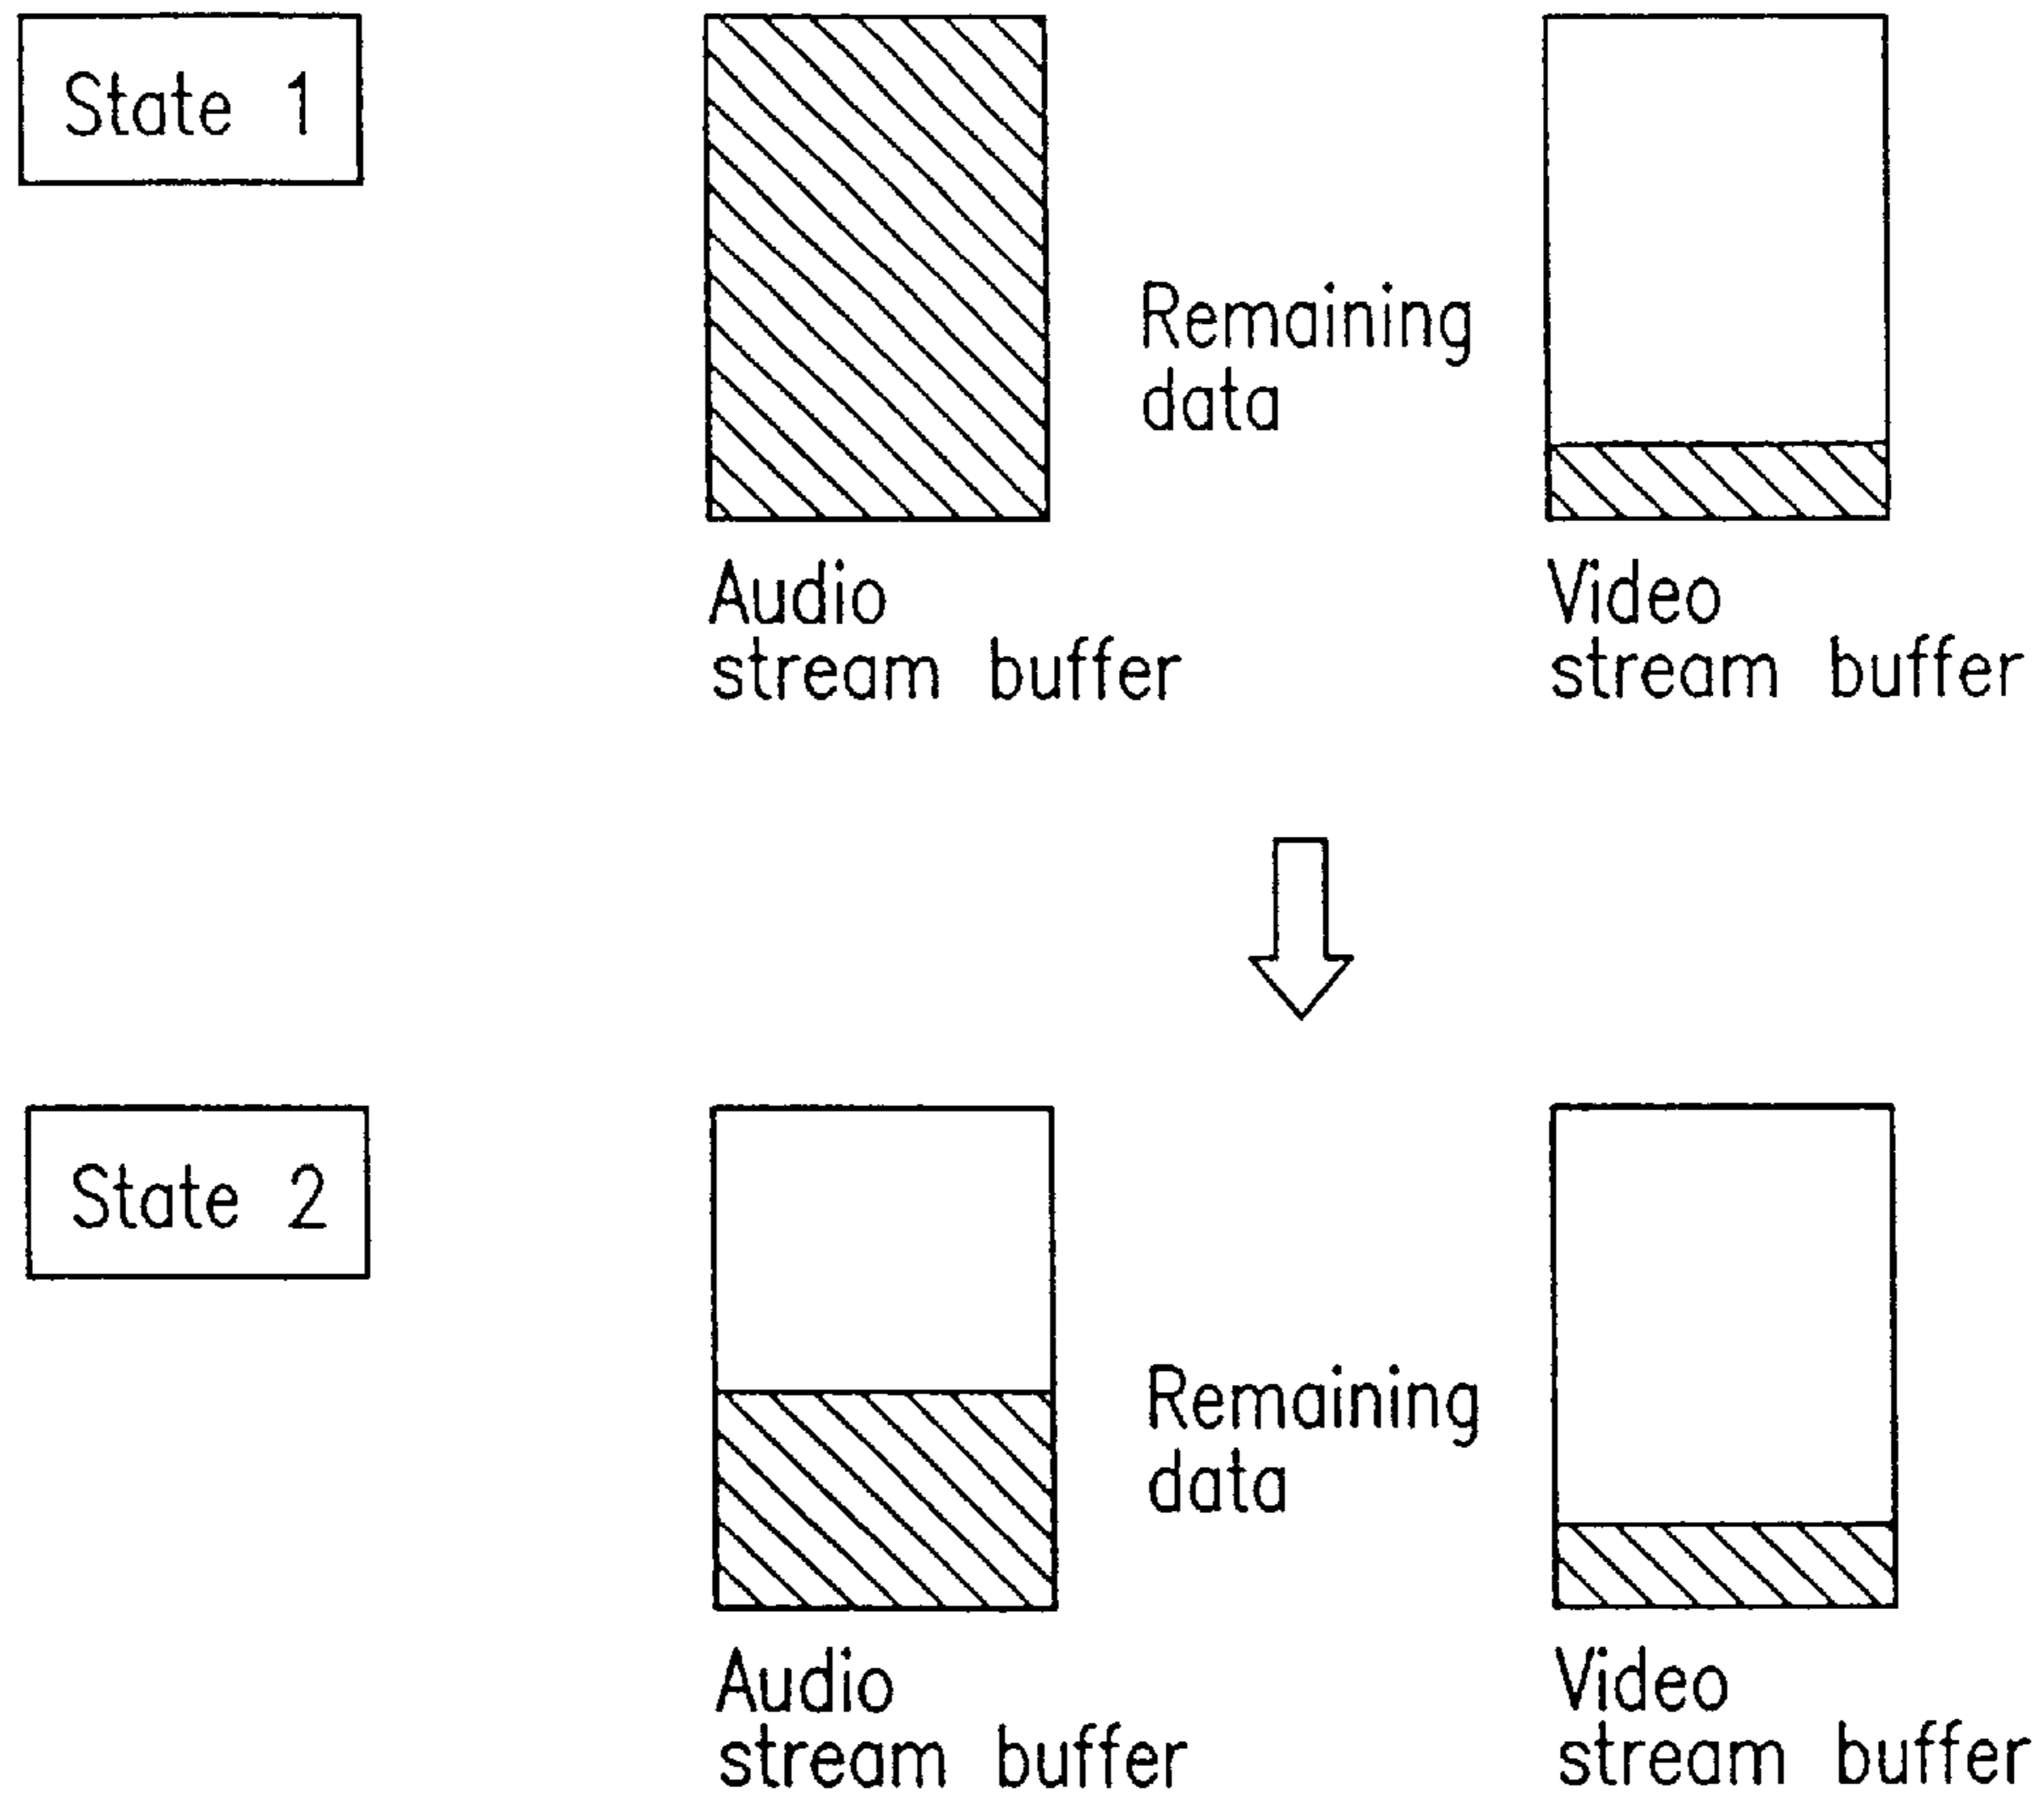 State 1
Remaining
data
Audio
stream buffer
Video
stream buffer
State 2
Remaining
data
Audio
stream buffer
Video
stream buffer